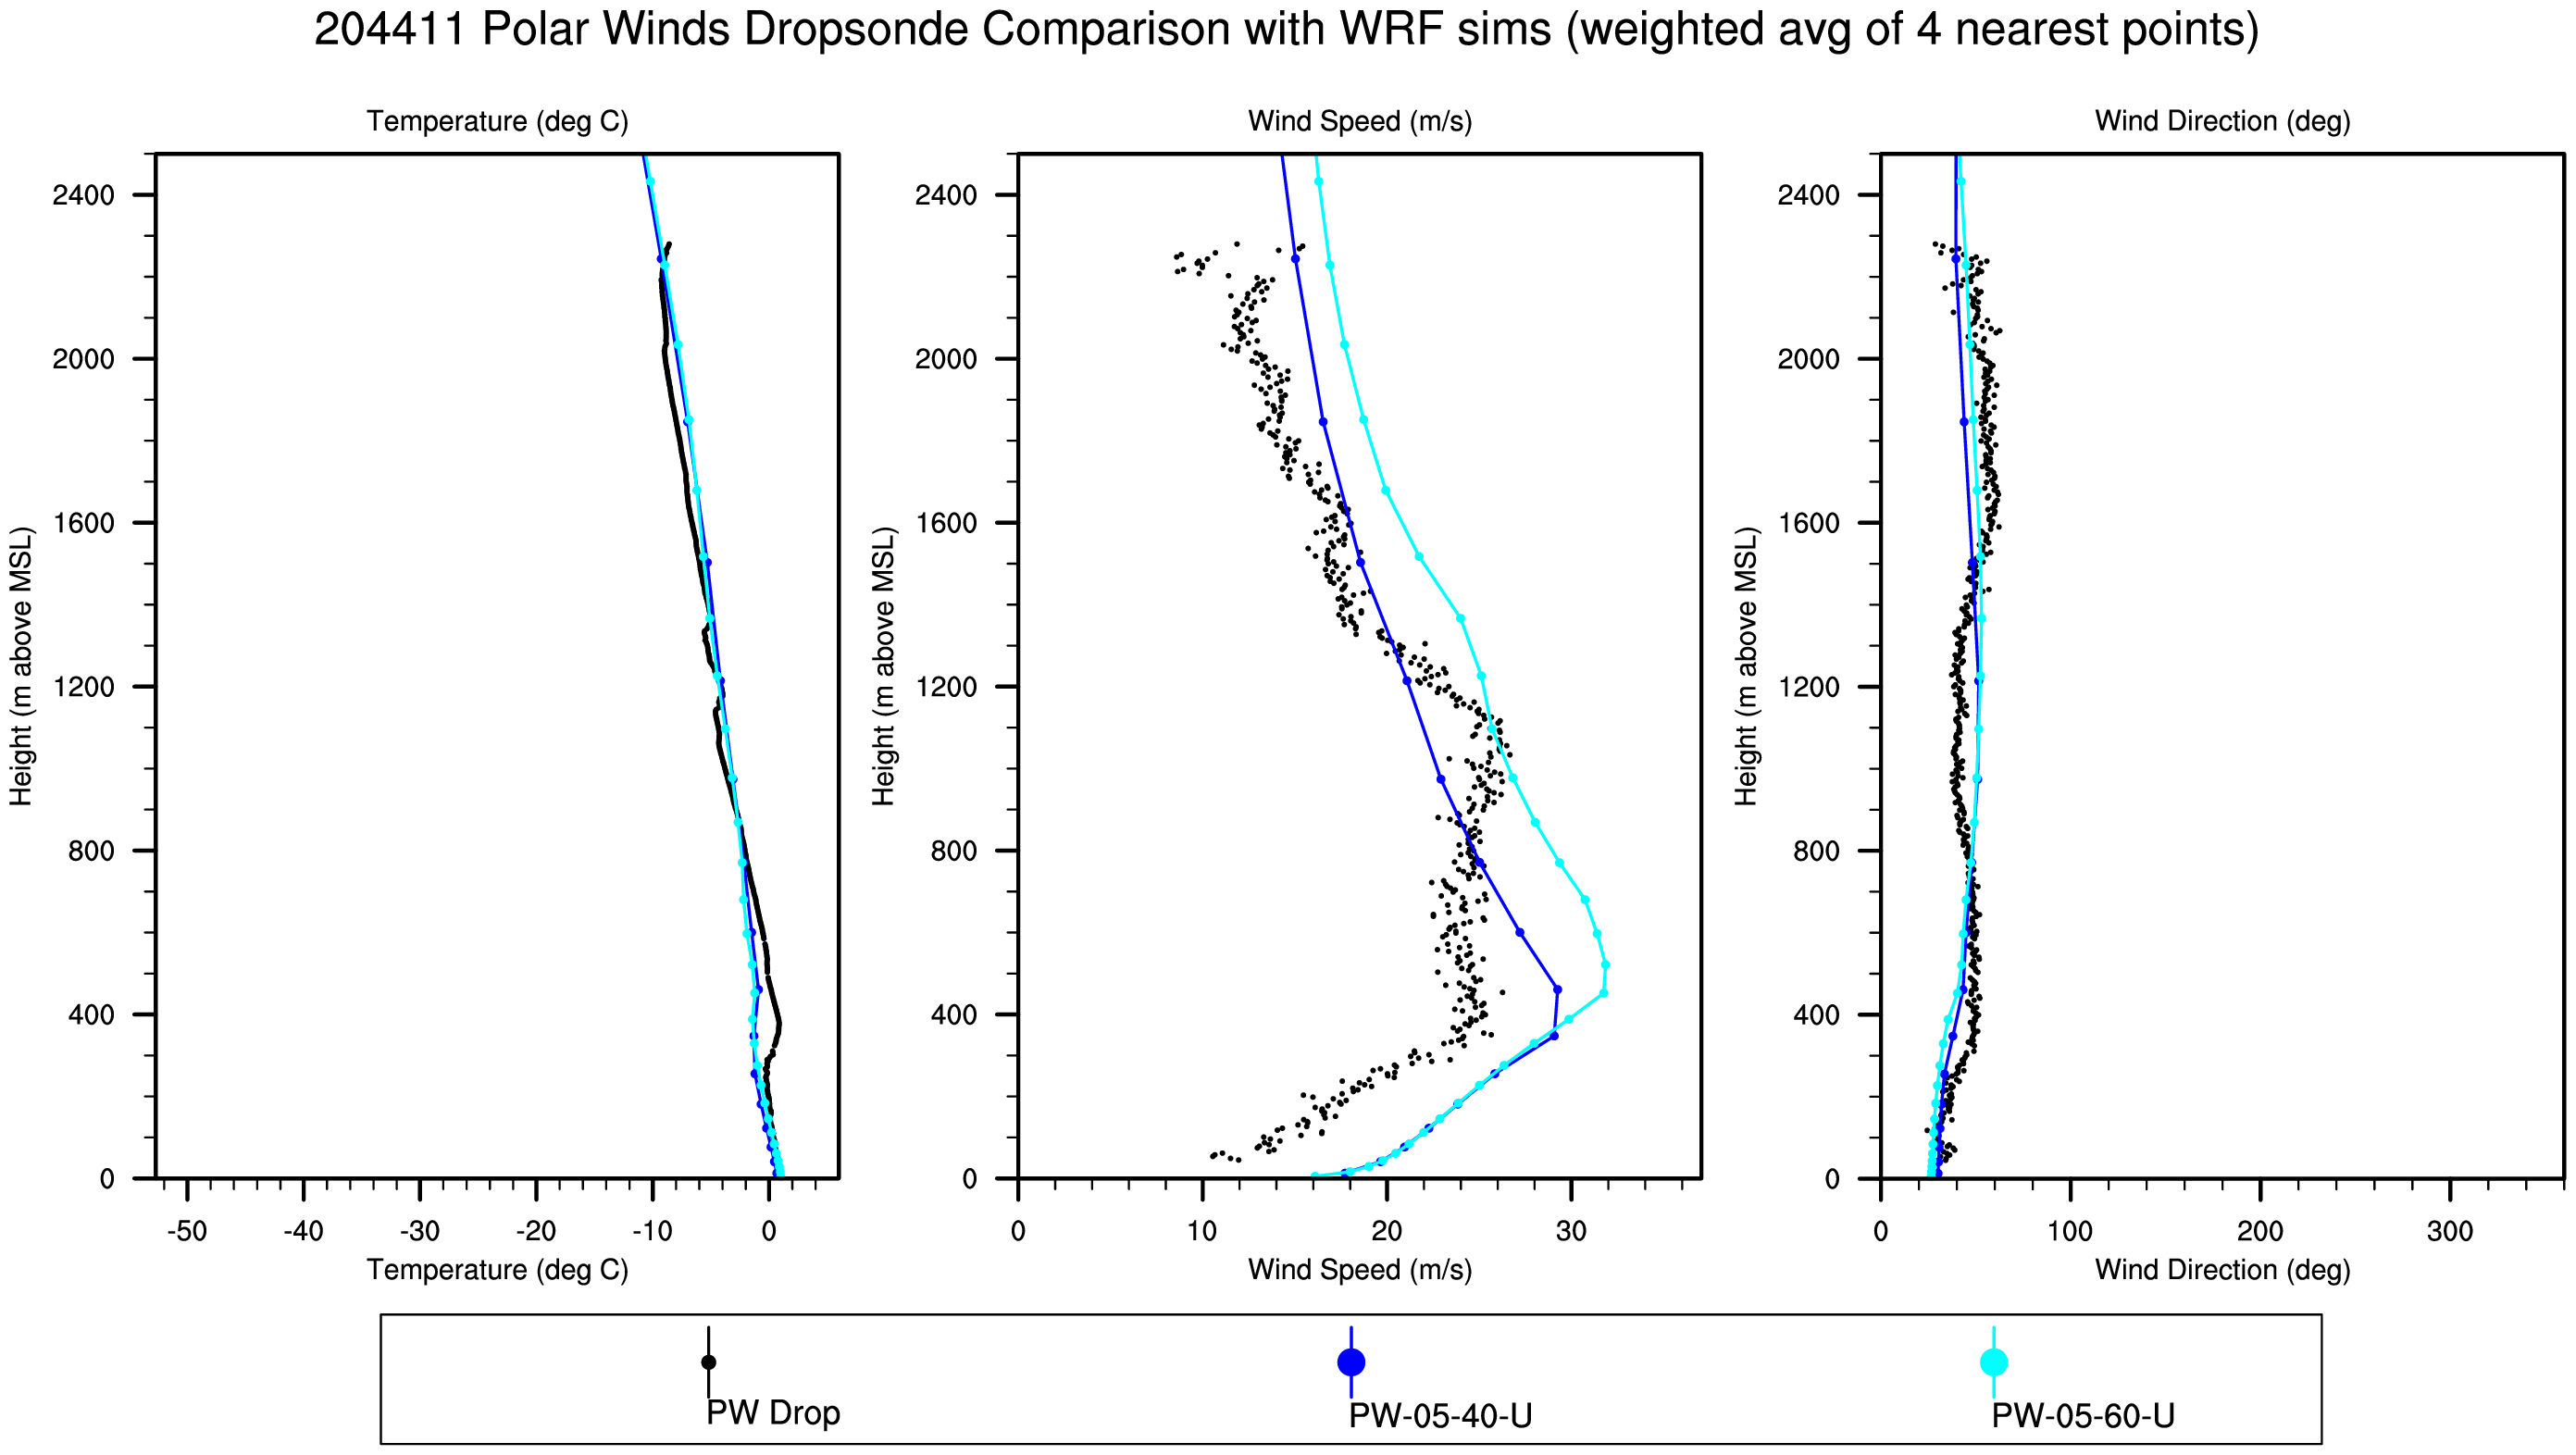 204411 Polar Winds Dropsonde Comparison with WRF sims (weighted avg of 4 nearest points)
Temperature (deg C)
Wind Speed (m/s)
Wind Direction (deg)
2400
2000
1600
1200
800
400
0
Height (m above MSL)
-50 -40 -30 -20 -10 0
Temperature (deg C)
2400
2000
1600
1200
800
400
0
Height (m above MSL)
0 10 20 30
Wind Speed (m/s)
2400
2000
1600
1200
800
400
0
Height (m above MSL)
0 100 200 300
Wind Direction (deg)
PW Drop
PW-05-40-U
PW-05-60-U